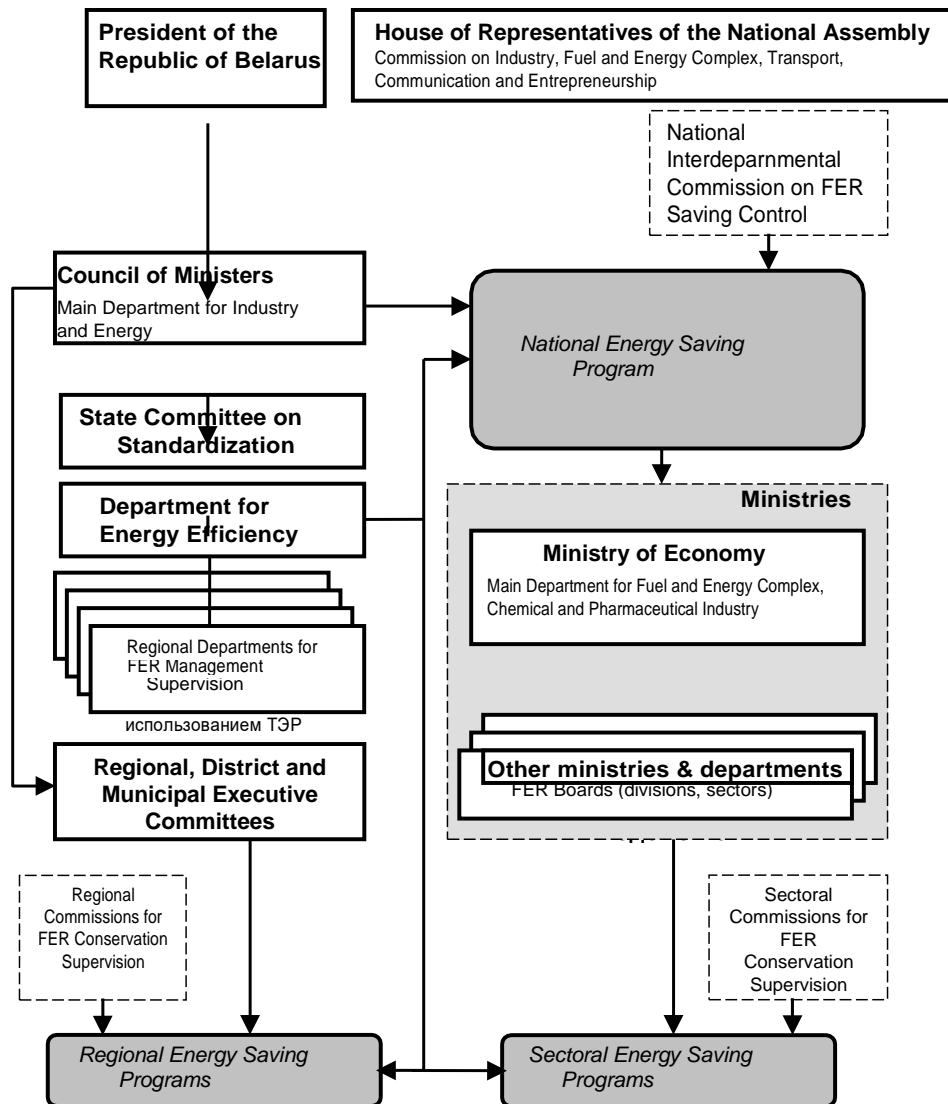 President of the
Republic of Belarus
House of Representatives of the National Assembly
Commission on Industry, Fuel and Energy Complex, Transport,
Communication and Entrepreneurship
National
Interdeparnmental
Commission on FER
Saving Control
Council of Ministers
Main Department for Industry
and Energy
National Energy Saving
Program
State Committee on
Standardization
Department for
Energy Efficiency
Ministries
Ministry of Economy
Main Department for Fuel and Energy Complex,
Chemical and Pharmaceutical Industry
Regional Departments for
FER Management
Supervision
использованием ТЭР
Other ministries & departments
FER Boards (divisions, sectors)
Regional, District and
Municipal Executive
Committees
Regional
Commissions for
FER Conservation
Supervision
Sectoral
Commissions for
FER
Conservation
Supervision
Regional Energy Saving
Programs
Sectoral Energy Saving
Programs